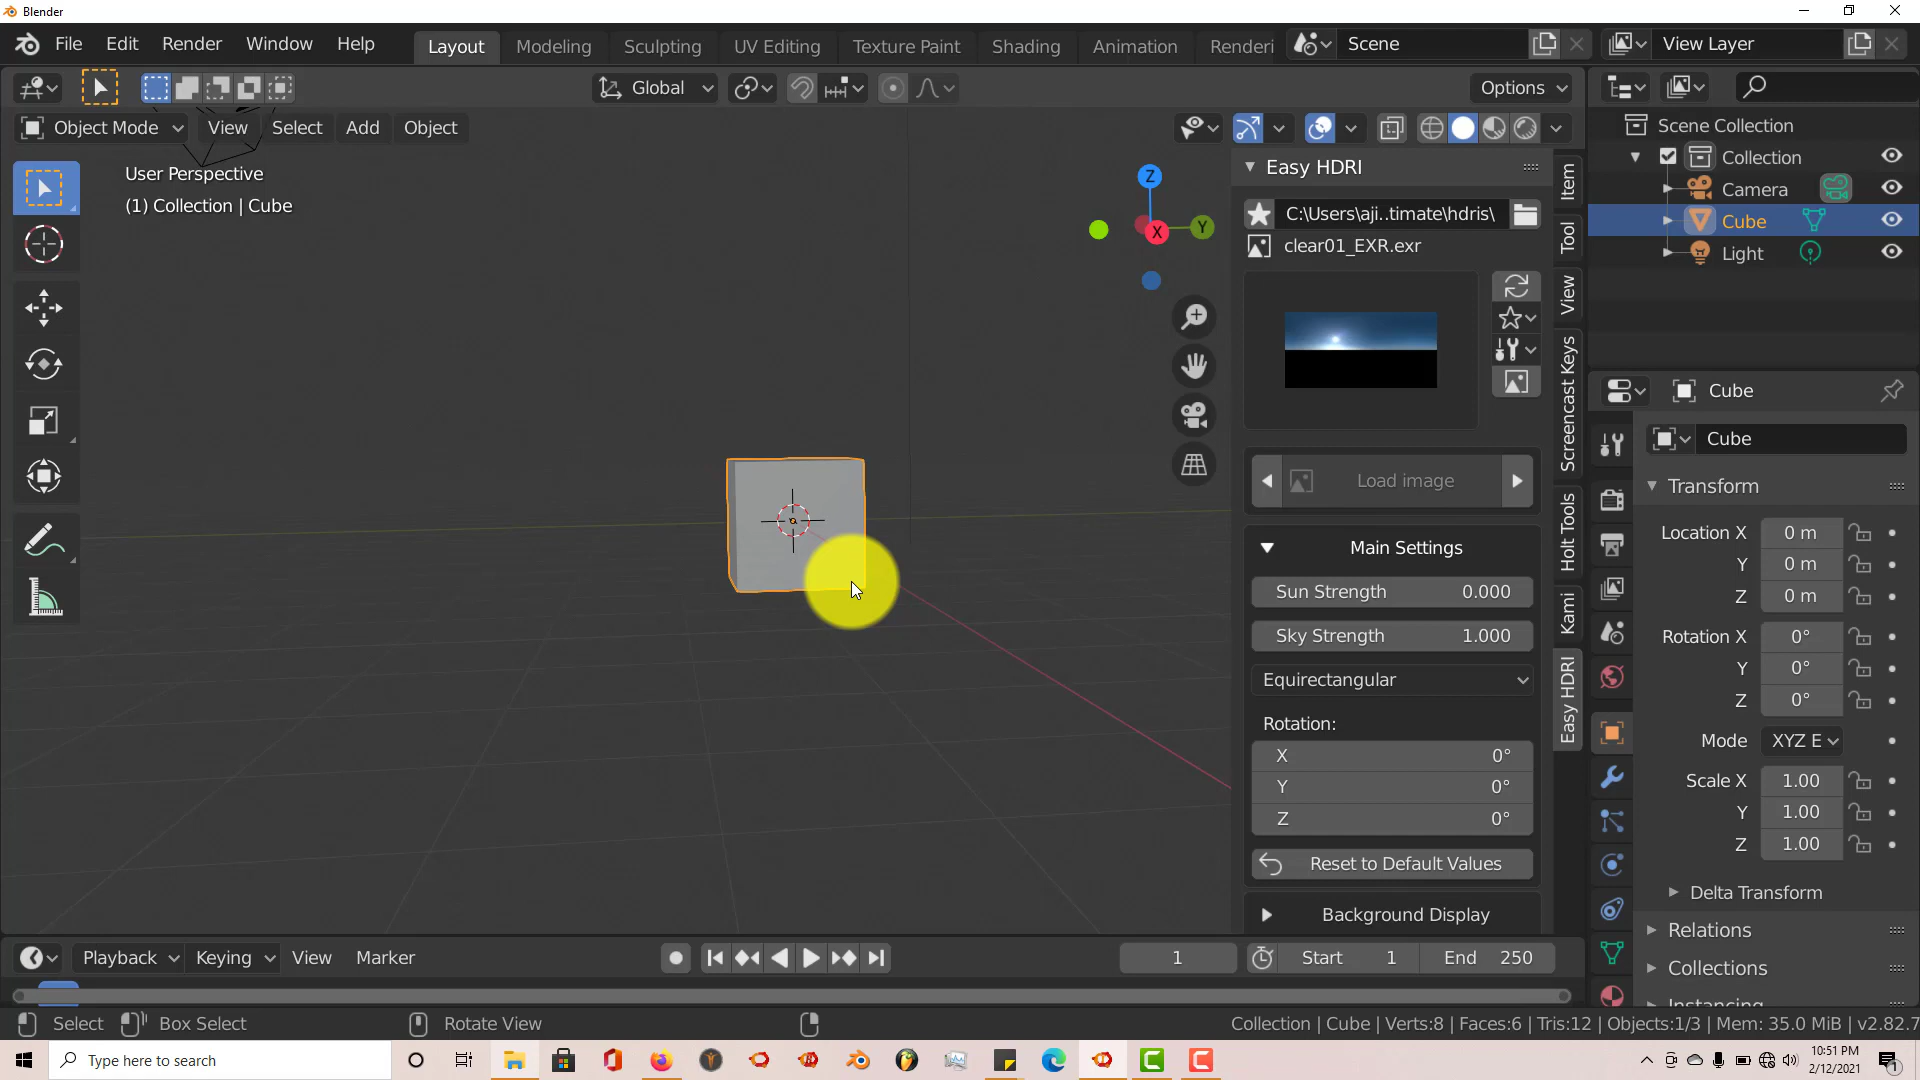 Blender
File Edit Render Window Help Layout Modeling Sculpting UV Editing Texture Paint Shading Animation Renderi Scene View Layer
Global Options
Object Mode View Select Add Object
User Perspective
(1) Collection | Cube
Z
Y
X
Easy HDRI
C:\Users\aji..timate\hdris\
clear01_EXR.exr
Load image
Main Settings
Sun Strength 0.000
Sky Strength 1.000
Equirectangular
Rotation:
X 0°
Y 0°
Z 0°
Reset to Default Values
Background Display
Item
Tool
View
Screencast Keys
Holt Tools
Kami
Easy HDRI
Scene Collection
Collection
Camera
Cube
Light
Cube
Cube
Transform
Location X 0 m
Y 0 m
Z 0 m
Rotation X 0°
Y 0°
Z 0°
Mode XYZ E
Scale X 1.00
Y 1.00
Z 1.00
Delta Transform
Relations
Collections
Instancing
Playback Keying View Marker 1 Start 1 End 250
Select Box Select Rotate View Collection | Cube | Verts:8 | Faces:6 | Tris:12 | Objects:1/3 | Mem: 35.0 MiB | v2.82.7
Type here to search
10:51 PM
2/12/2021
1